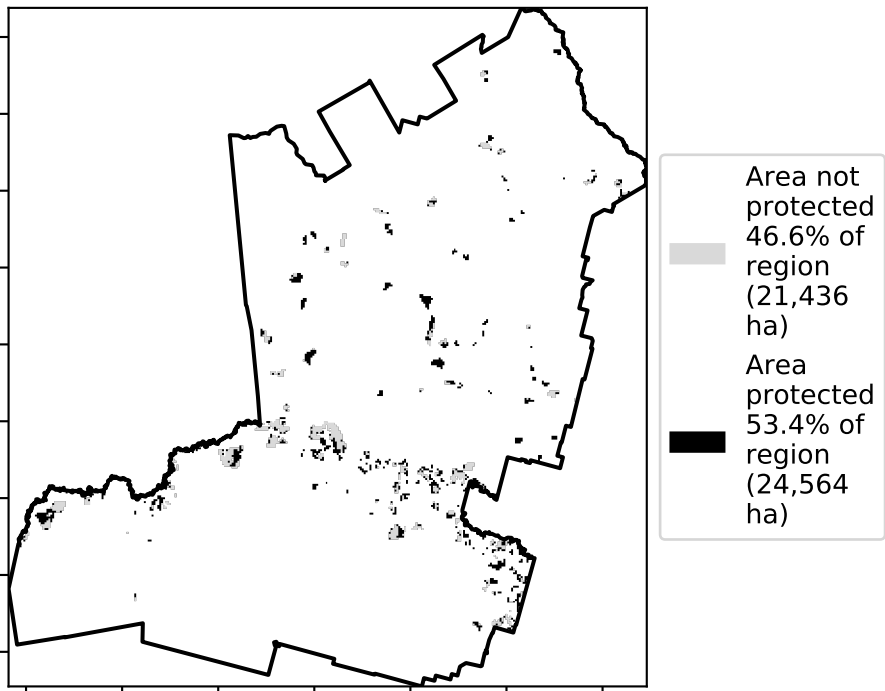 Area not
protected
46.6% of
region
(21,436
ha)
Area
protected
53.4% of
region
(24,564
ha)